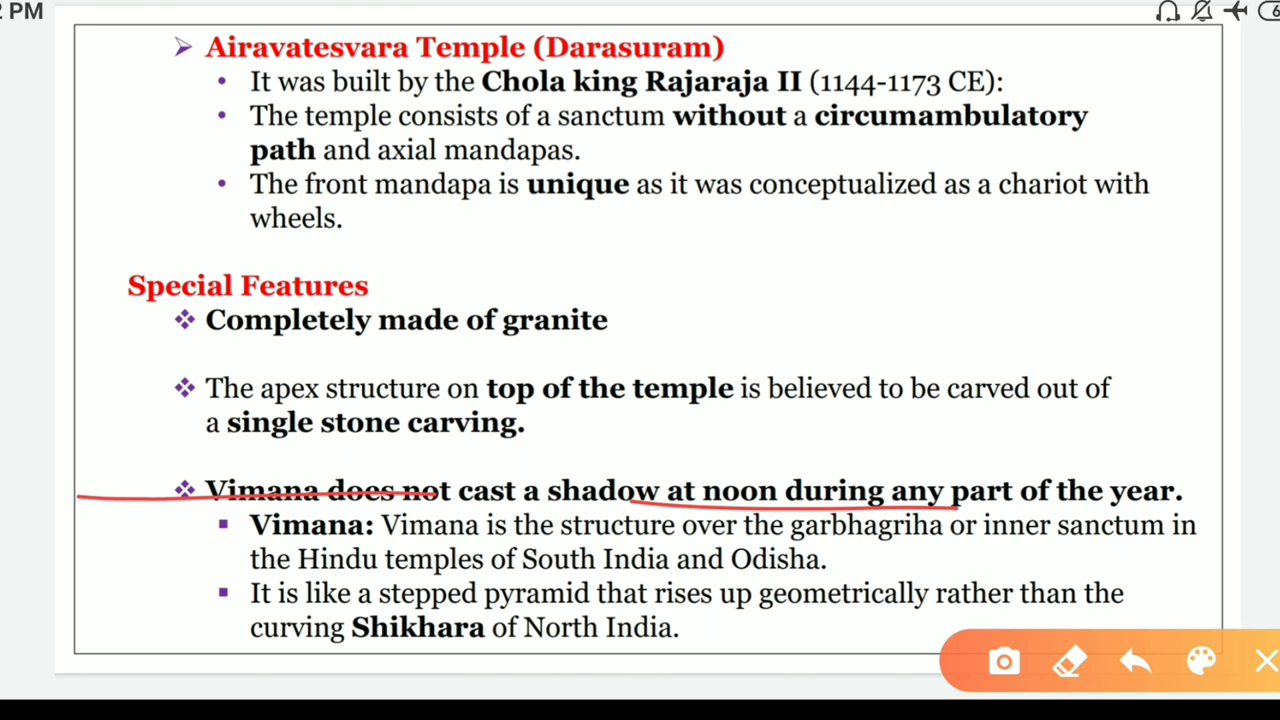 2 PM
Airavatesvara Temple (Darasuram)
It was built by the Chola king Rajaraja II (1144-1173 CE):
The temple consists of a sanctum without a circumambulatory
path and axial mandapas.
The front mandapa is unique as it was conceptualized as a chariot with
wheels.
Special Features
Completely made of granite
The apex structure on top of the temple is believed to be carved out of
a single stone carving.
Vimana does not cast a shadow at noon during any part of the year.
Vimana: Vimana is the structure over the garbhagriha or inner sanctum in
the Hindu temples of South India and Odisha.
It is like a stepped pyramid that rises up geometrically rather than the
curving Shikhara of North India.